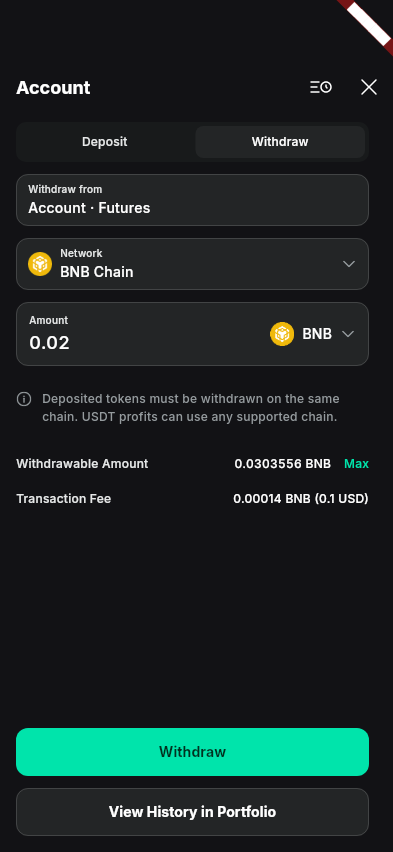 Account
Deposit
Withdraw
Withdraw from
Account · Futures
Network
BNB Chain
Amount
0.02
BNB
Deposited tokens must be withdrawn on the same
chain. USDT profits can use any supported chain.
Withdrawable Amount
0.0303556 BNB
Max
Transaction Fee
0.00014 BNB (0.1 USD)
Withdraw
View History in Portfolio